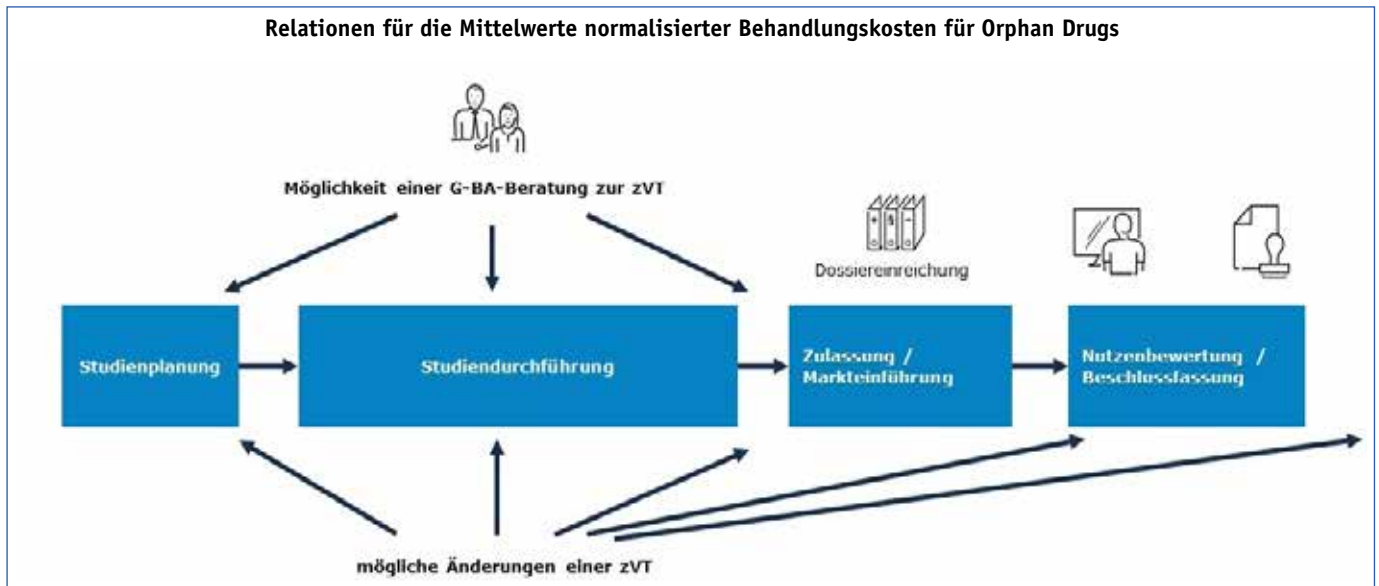 Relationen für die Mittelwerte normalisierter Behandlungskosten für Orphan Drugs
Möglichkeit einer G-BA-Beratung zur zVT
Dossiereinreichung
Studienplanung
Studiendurchführung
Zulassung /
Markteinführung
Nutzenbewertung /
Beschlussfassung
mögliche Änderungen einer zVT